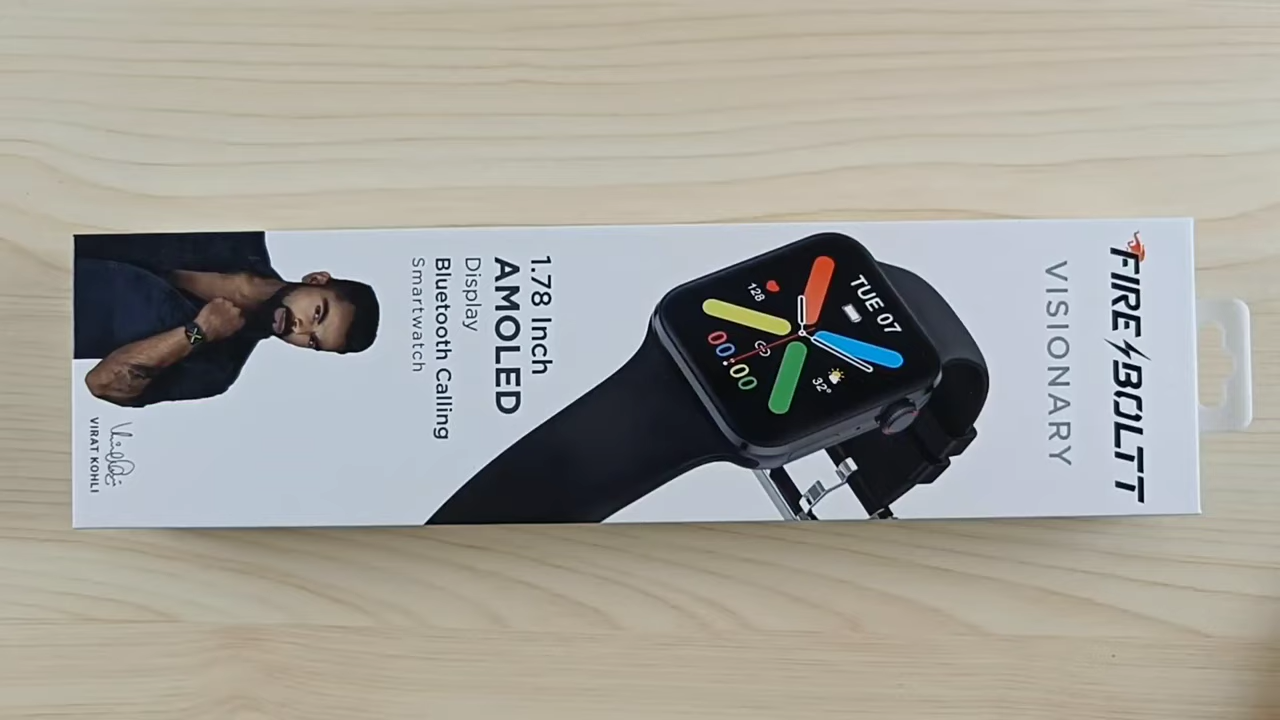 FIRE BOLTT
VISIONARY
TUE 07
128
32°
00:00
1.78 Inch
AMOLED
Display
Bluetooth Calling
Smartwatch
VIRAT KOHLI